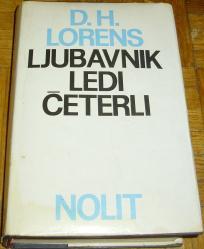 D. H.
LORENS
LJUBAVNIK
LEDI
ČETERLI
NOLIT